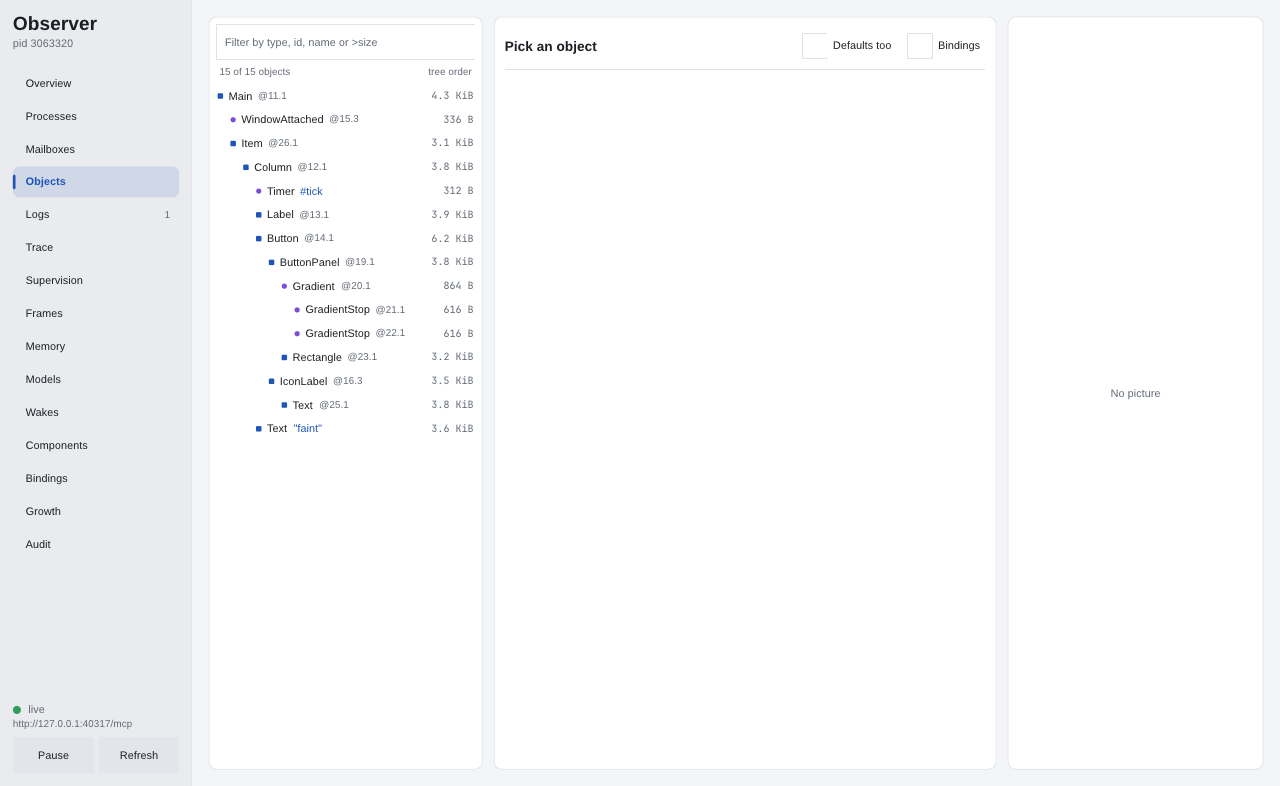 Observer
pid 3063320
Overview
Processes
Mailboxes
Objects
Logs 1
Trace
Supervision
Frames
Memory
Models
Wakes
Components
Bindings
Growth
Audit
live
http://127.0.0.1:40317/mcp
Pause Refresh
Filter by type, id, name or >size
15 of 15 objects tree order
Main @11.1 4.3 KiB
WindowAttached @15.3 336 B
Item @26.1 3.1 KiB
Column @12.1 3.8 KiB
Timer #tick 312 B
Label @13.1 3.9 KiB
Button @14.1 6.2 KiB
ButtonPanel @19.1 3.8 KiB
Gradient @20.1 864 B
GradientStop @21.1 616 B
GradientStop @22.1 616 B
Rectangle @23.1 3.2 KiB
IconLabel @16.3 3.5 KiB
Text @25.1 3.8 KiB
Text "faint" 3.6 KiB
Pick an object Defaults too Bindings
No picture